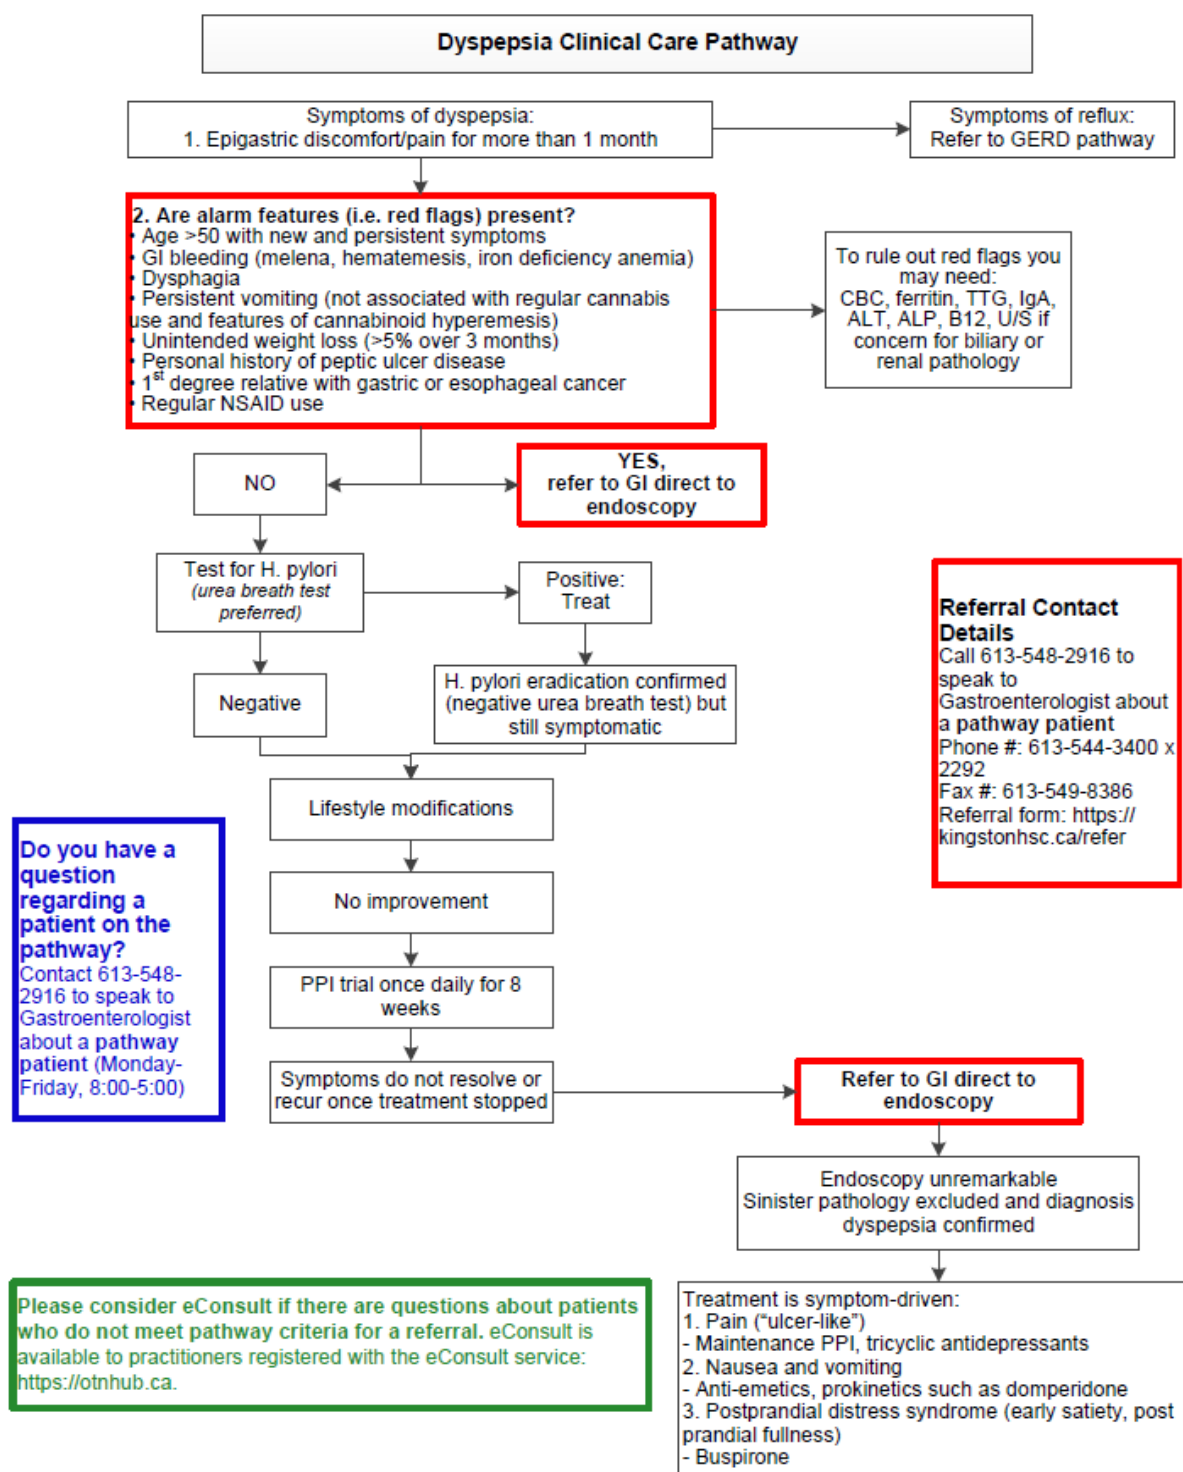 Dyspepsia Clinical Care Pathway
Symptoms of dyspepsia:
1. Epigastric discomfort/pain for more than 1 month
Symptoms of reflux:
Refer to GERD pathway
2. Are alarm features (i.e. red flags) present?
• Age >50 with new and persistent symptoms
• GI bleeding (melena, hematemesis, iron deficiency anemia)
• Dysphagia
• Persistent vomiting (not associated with regular cannabis
use and features of cannabinoid hyperemesis)
• Unintended weight loss (>5% over 3 months)
• Personal history of peptic ulcer disease
• 1st degree relative with gastric or esophageal cancer
• Regular NSAID use
To rule out red flags you
may need:
CBC, ferritin, TTG, IgA,
ALT, ALP, B12, U/S if
concern for biliary or
renal pathology
NO
YES,
refer to GI direct to
endoscopy
Test for H. pylori
(urea breath test
preferred)
Positive:
Treat
Negative
H. pylori eradication confirmed
(negative urea breath test) but
still symptomatic
Referral Contact
Details
Call 613-548-2916 to
speak to
Gastroenterologist about
a pathway patient
Phone #: 613-544-3400 x
2292
Fax #: 613-549-8386
Referral form: https://
kingstonhsc.ca/refer
Lifestyle modifications
No improvement
PPI trial once daily for 8
weeks
Symptoms do not resolve or
recur once treatment stopped
Do you have a
question
regarding a
patient on the
pathway?
Contact 613-548-
2916 to speak to
Gastroenterologist
about a pathway
patient (Monday-
Friday, 8:00-5:00)
Refer to GI direct to
endoscopy
Endoscopy unremarkable
Sinister pathology excluded and diagnosis
dyspepsia confirmed
Please consider eConsult if there are questions about patients
who do not meet pathway criteria for a referral. eConsult is
available to practitioners registered with the eConsult service:
https://otnhub.ca.
Treatment is symptom-driven:
1. Pain (“ulcer-like”)
- Maintenance PPI, tricyclic antidepressants
2. Nausea and vomiting
- Anti-emetics, prokinetics such as domperidone
3. Postprandial distress syndrome (early satiety, post
prandial fullness)
- Buspirone